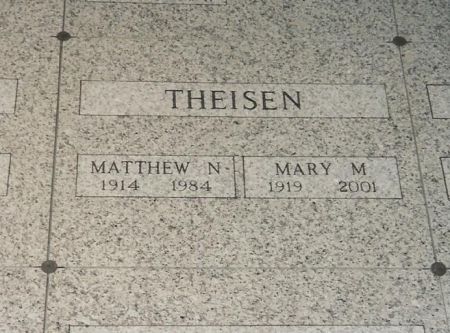 THEISEN
MATTHEW N
1914 1984
MARY M
1919 2001